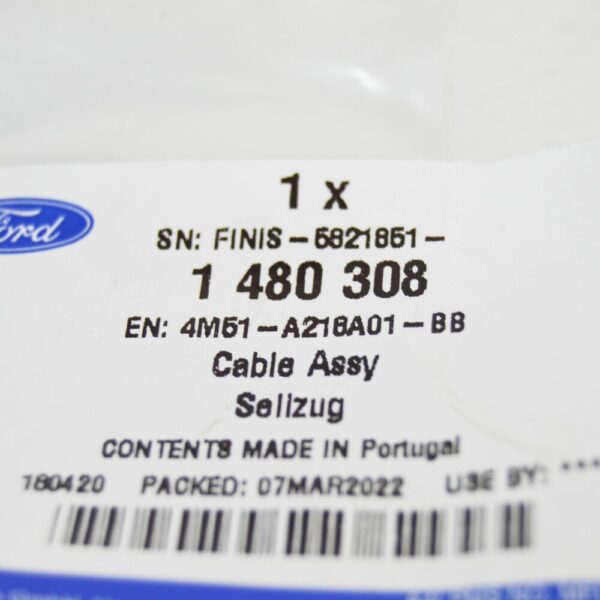 1 x
Ford
SN: FINIS-5821851-
1 480 308
EN: 4M51-A218A01-BB
Cable Assy
Seilzug
CONTENTS MADE IN Portugal
180420 PACKED: 07MAR2022 USE BY: ***